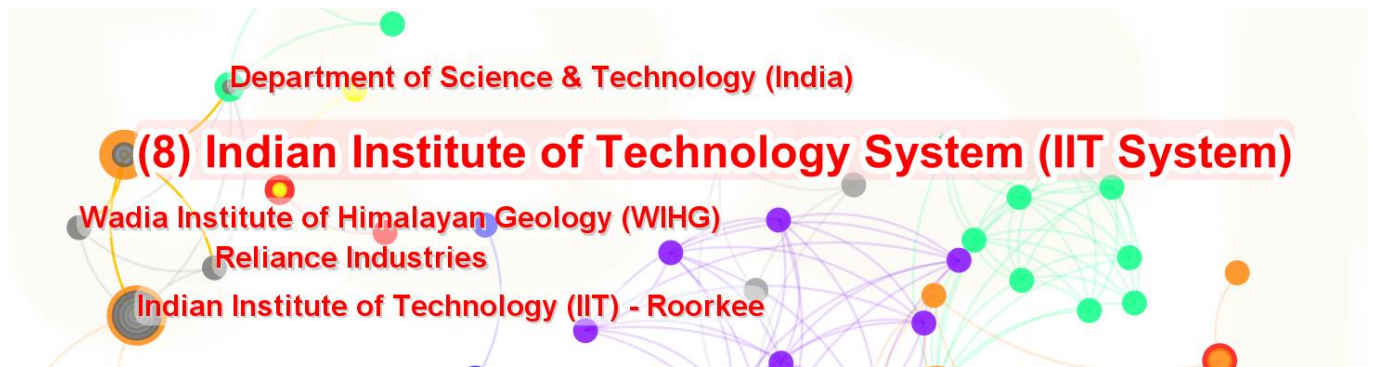 Department of Science & Technology (India)
(8) Indian Institute of Technology System (IIT System)
Wadia Institute of Himalayan Geology (WIHG)
Reliance Industries
Indian Institute of Technology (IIT) - Roorkee